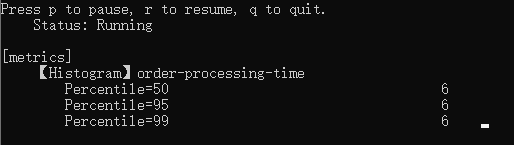 Press p to pause, r to resume, q to quit.
Status: Running
[metrics]
【Histogram】order-processing-time
Percentile=50 6
Percentile=95 6
Percentile=99 6